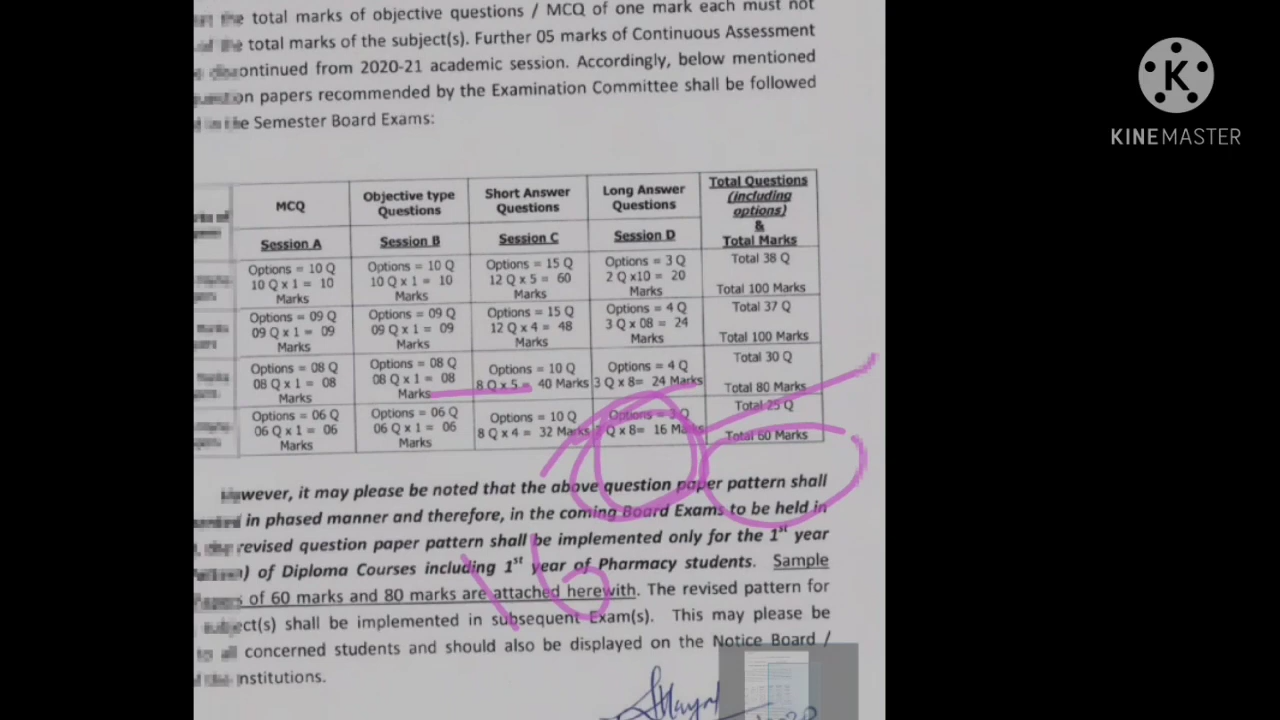 the total marks of objective questions / MCQ of one mark each must not
the total marks of the subject(s). Further 05 marks of Continuous Assessment
discontinued from 2020-21 academic session. Accordingly, below mentioned
papers recommended by the Examination Committee shall be followed
the Semester Board Exams:
K
KINEMASTER
MCQ
Session A
Objective type
Questions
Session B
Short Answer
Questions
Session C
Long Answer
Questions
Session D
Total Questions
(including
options)
&
Total Marks
Options = 10 Q
10 Q x 1 = 10
Marks
Options = 10 Q
10 Q x 1 = 10
Marks
Options = 15 Q
12 Q x 5 = 60
Marks
Options = 3 Q
2 Q x10 = 20
Marks
Total 38 Q
Total 100 Marks
Options = 09 Q
09 Q x 1 = 09
Marks
Options = 09 Q
09 Q x 1 = 09
Marks
Options = 15 Q
12 Q x 4 = 48
Marks
Options = 4 Q
3 Q x 08 = 24
Marks
Total 37 Q
Total 100 Marks
Options = 08 Q
08 Q x 1 = 08
Marks
Options = 08 Q
08 Q x 1 = 08
Marks
Options = 10 Q
8 Q x 5 = 40 Marks
Options = 4 Q
3 Q x 8= 24 Marks
Total 30 Q
Total 80 Marks
Options = 06 Q
06 Q x 1 = 06
Marks
Options = 06 Q
06 Q x 1 = 06
Marks
Options = 10 Q
8 Q x 4 = 32 Marks
Options = 3 Q
Q x 8= 16 Marks
Total 25 Q
Total 60 Marks
However, it may please be noted that the above question paper pattern shall
in phased manner and therefore, in the coming Board Exams to be held in
revised question paper pattern shall be implemented only for the 1st year
of Diploma Courses including 1st year of Pharmacy students. Sample
of 60 marks and 80 marks are attached herewith. The revised pattern for
subject(s) shall be implemented in subsequent Exam(s). This may please be
all concerned students and should also be displayed on the Notice Board /
institutions.
16